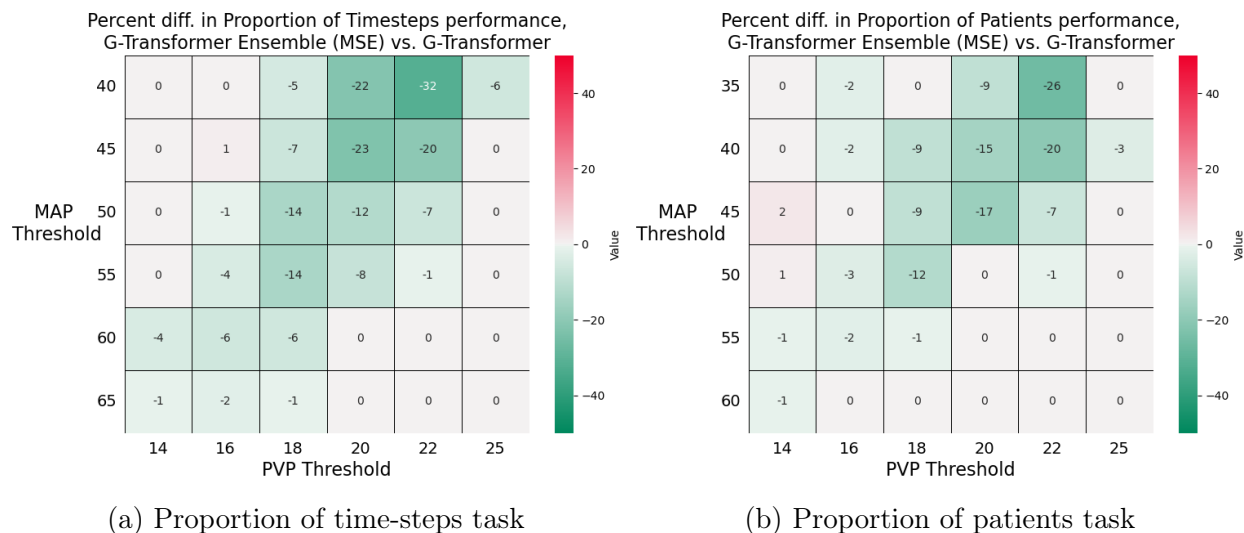 Percent diff. in Proportion of Timesteps performance,
G-Transformer Ensemble (MSE) vs. G-Transformer
40 0 0 -5 -22 -32 -6
45 0 1 -7 -23 -20 0
MAP
Threshold
50 0 -1 -14 -12 -7 0
55 0 -4 -14 -8 -1 0
60 -4 -6 -6 0 0 0
65 -1 -2 -1 0 0 0
14 16 18 20 22 25
PVP Threshold
40
20
0
−20
−40
Value
(a) Proportion of time-steps task
Percent diff. in Proportion of Patients performance,
G-Transformer Ensemble (MSE) vs. G-Transformer
35 0 -2 0 -9 -26 0
40 0 -2 -9 -15 -20 -3
MAP
Threshold
45 2 0 -9 -17 -7 0
50 1 -3 -12 0 -1 0
55 -1 -2 -1 0 0 0
60 -1 0 0 0 0 0
14 16 18 20 22 25
PVP Threshold
40
20
0
−20
−40
Value
(b) Proportion of patients task